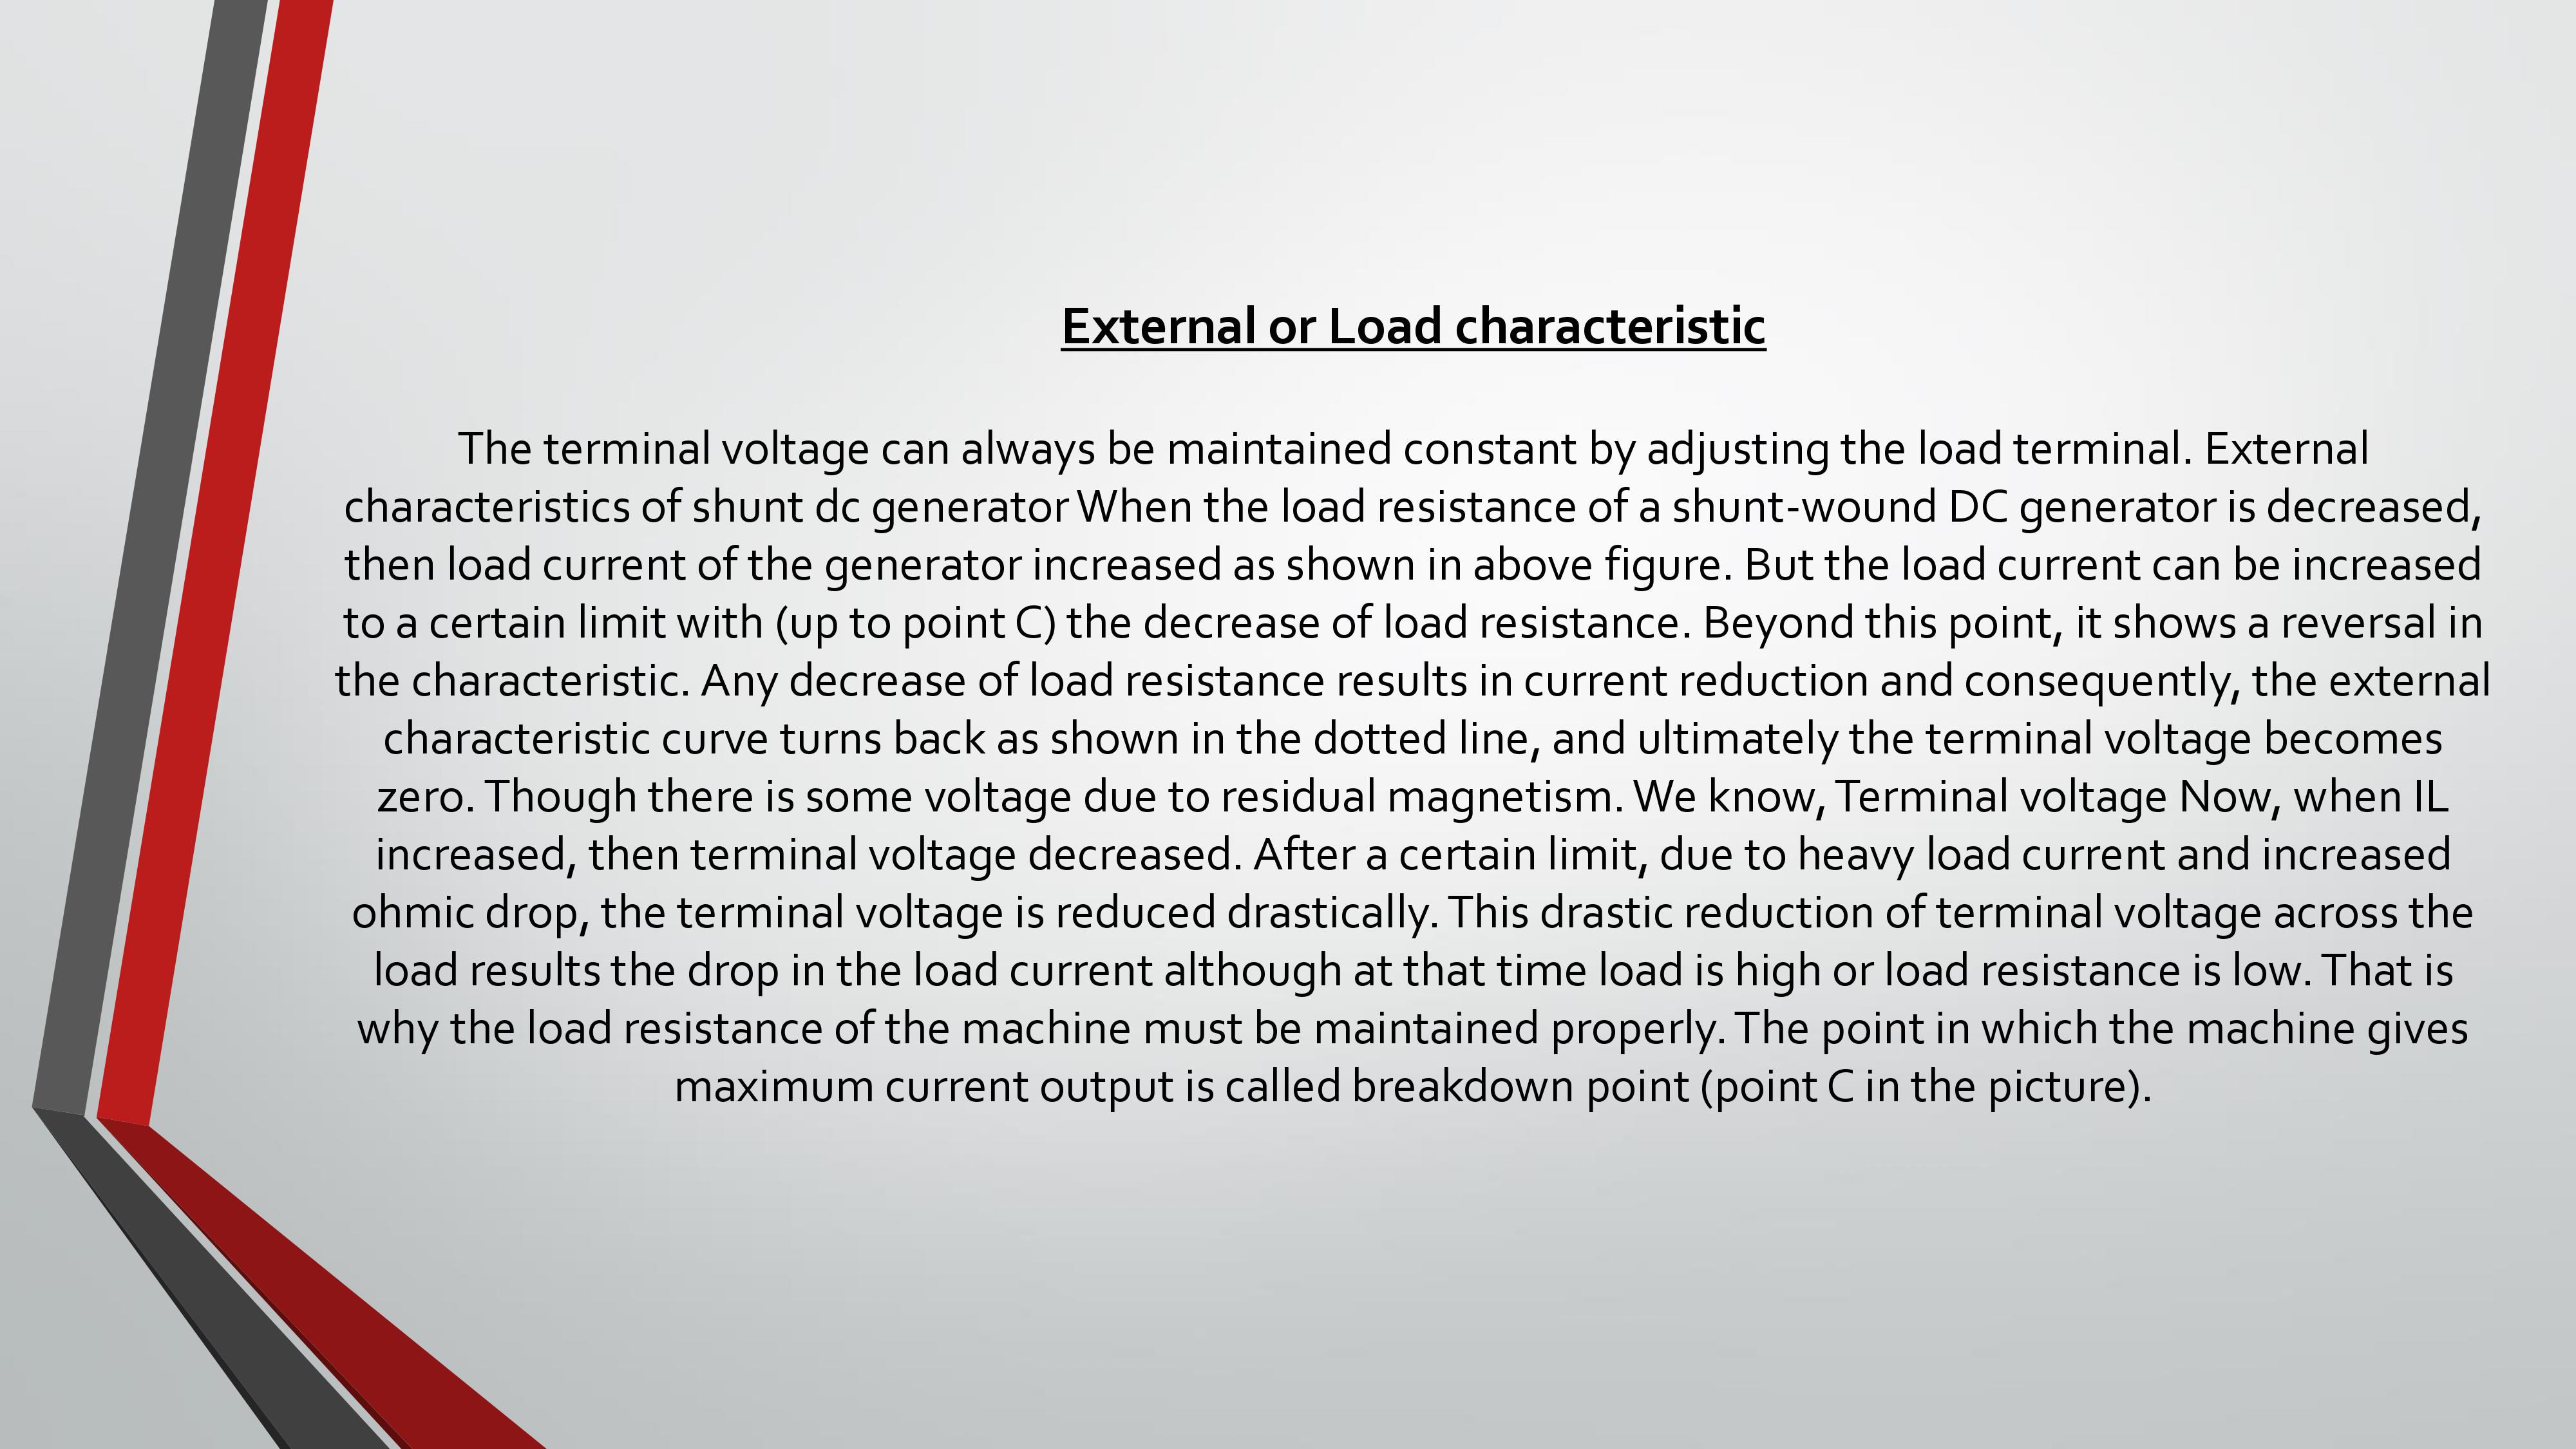 External or Load characteristic
The terminal voltage can always be maintained constant by adjusting the load terminal. External
characteristics of shunt dc generator When the load resistance of a shunt-wound DC generator is decreased,
then load current of the generator increased as shown in above figure. But the load current can be increased
to a certain limit with (up to point C) the decrease of load resistance. Beyond this point, it shows a reversal in
the characteristic. Any decrease of load resistance results in current reduction and consequently, the external
characteristic curve turns back as shown in the dotted line, and ultimately the terminal voltage becomes
zero. Though there is some voltage due to residual magnetism. We know, Terminal voltage Now, when IL
increased, then terminal voltage decreased. After a certain limit, due to heavy load current and increased
ohmic drop, the terminal voltage is reduced drastically. This drastic reduction of terminal voltage across the
load results the drop in the load current although at that time load is high or load resistance is low. That is
why the load resistance of the machine must be maintained properly. The point in which the machine gives
maximum current output is called breakdown point (point C in the picture).